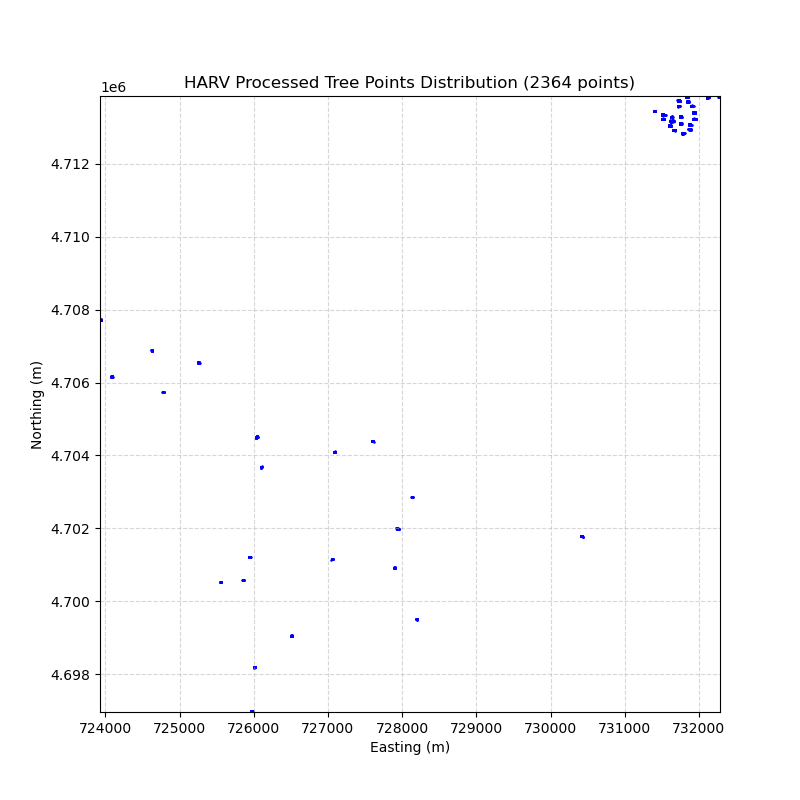 HARV Processed Tree Points Distribution (2364 points)
1e6
4.712
4.710
4.708
4.706
4.704
4.702
4.700
4.698
Northing (m)
724000 725000 726000 727000 728000 729000 730000 731000 732000
Easting (m)